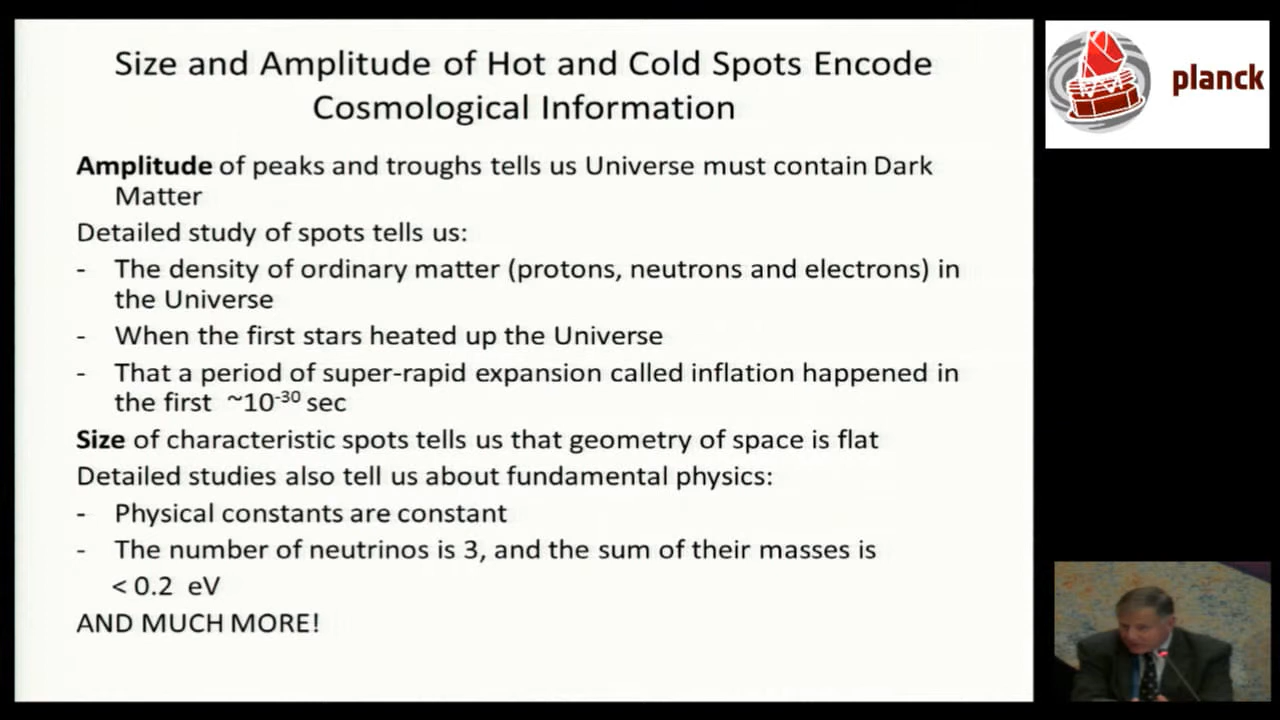 Size and Amplitude of Hot and Cold Spots Encode
Cosmological Information
Amplitude of peaks and troughs tells us Universe must contain Dark
Matter
Detailed study of spots tells us:
- The density of ordinary matter (protons, neutrons and electrons) in
the Universe
- When the first stars heated up the Universe
- That a period of super-rapid expansion called inflation happened in
the first ~10⁻³⁰ sec
Size of characteristic spots tells us that geometry of space is flat
Detailed studies also tell us about fundamental physics:
- Physical constants are constant
- The number of neutrinos is 3, and the sum of their masses is
< 0.2 eV
AND MUCH MORE!
planck